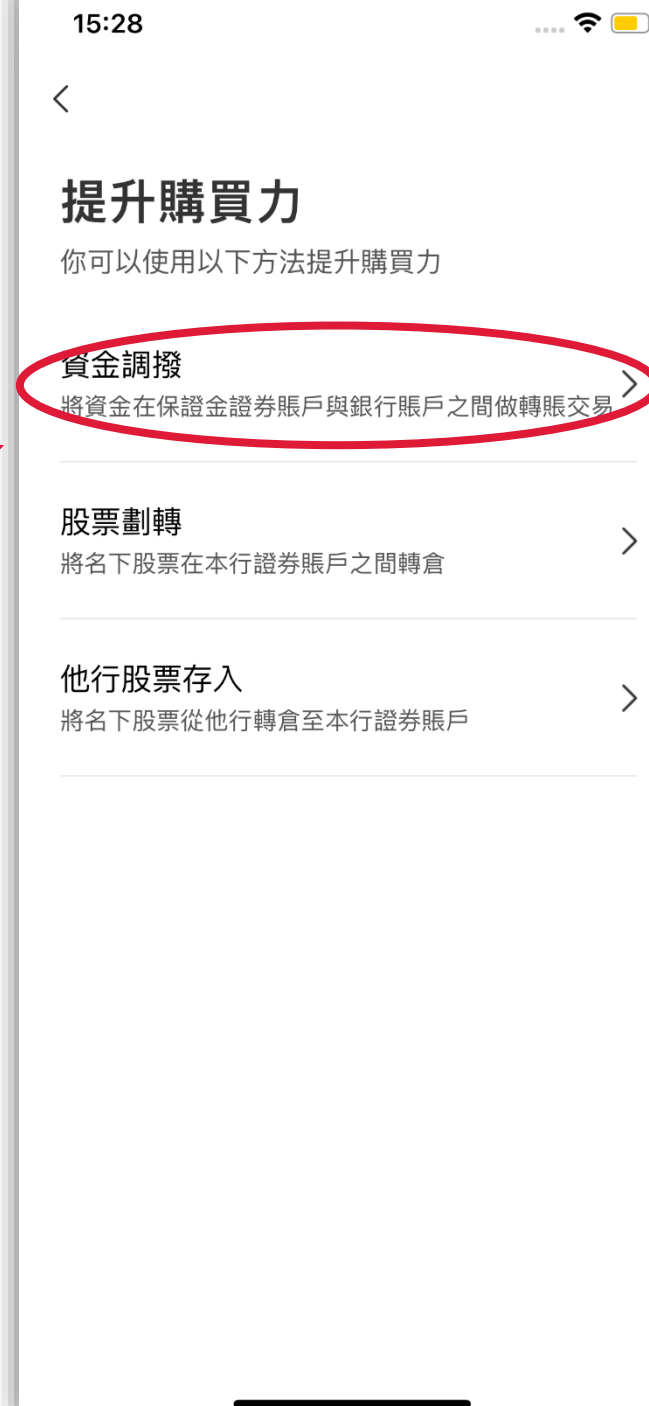 15:28
提升購買力
你可以使用以下方法提升購買力
資金調撥
將資金在保證金證券賬戶與銀行賬戶之間做轉賬交易
股票劃轉
將名下股票在本行證券賬戶之間轉倉
他行股票存入
將名下股票從他行轉倉至本行證券賬戶